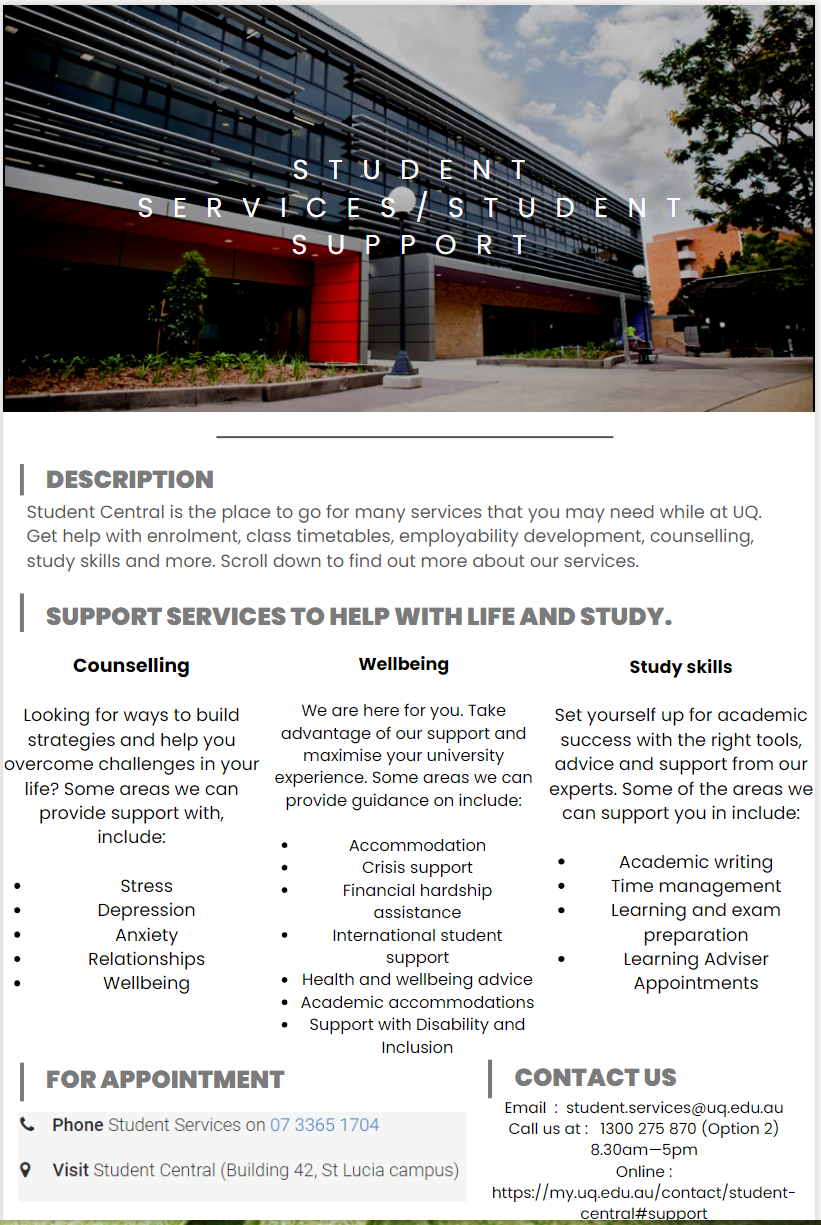 STUDENT
SERVICES/STUDENT
SUPPORT
DESCRIPTION
Student Central is the place to go for many services that you may need while at UQ.
Get help with enrolment, class timetables, employability development, counselling,
study skills and more. Scroll down to find out more about our services.
SUPPORT SERVICES TO HELP WITH LIFE AND STUDY.
Counselling
Looking for ways to build
strategies and help you
overcome challenges in your
life? Some areas we can
provide support with,
include:
• Stress
• Depression
• Anxiety
• Relationships
• Wellbeing
Wellbeing
We are here for you. Take
advantage of our support and
maximise your university
experience. Some areas we can
provide guidance on include:
• Accommodation
• Crisis support
• Financial hardship
assistance
• International student
support
• Health and wellbeing advice
• Academic accommodations
• Support with Disability and
Inclusion
Study skills
Set yourself up for academic
success with the right tools,
advice and support from our
experts. Some of the areas we
can support you in include:
• Academic writing
• Time management
• Learning and exam
preparation
• Learning Adviser
Appointments
FOR APPOINTMENT
Phone Student Services on 07 3365 1704
Visit Student Central (Building 42, St Lucia campus)
CONTACT US
Email : student.services@uq.edu.au
Call us at : 1300 275 870 (Option 2)
8.30am—5pm
Online :
https://my.uq.edu.au/contact/student-
central#support